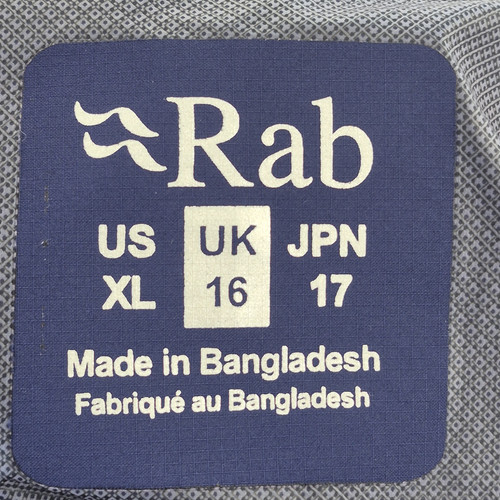 Rab
US UK JPN
XL 16 17
Made in Bangladesh
Fabriqué au Bangladesh